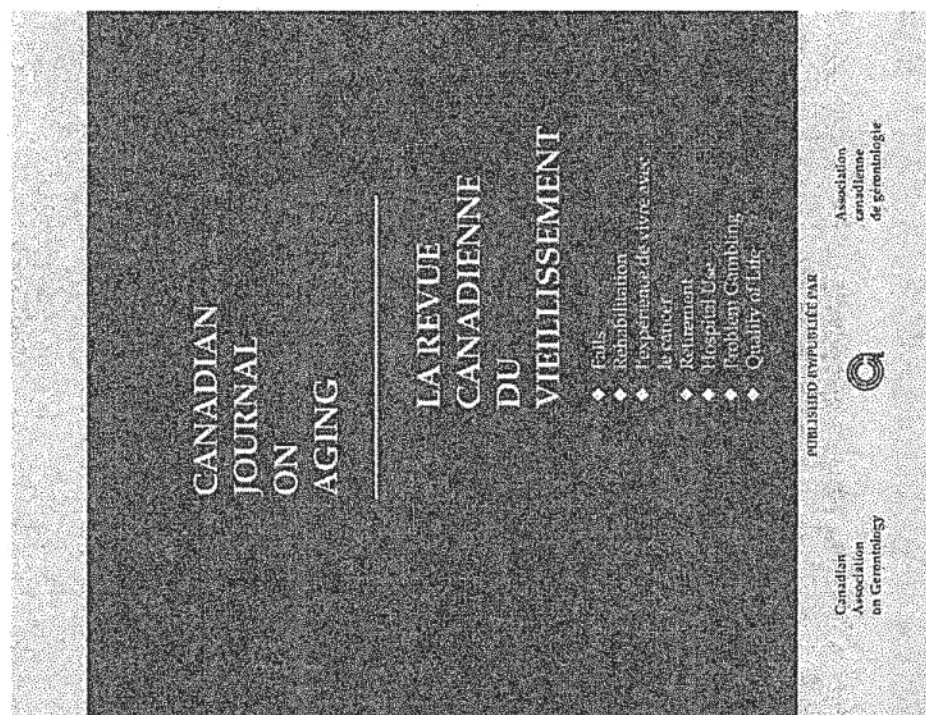 CANADIAN
JOURNAL
ON
AGING
LA REVUE
CANADIENNE
DU
VIEILLISSEMENT
Falls
Rehabilitation
l'expérience de vivre avec
le cancer
Retirement
Hospital Use
Problem Gambling
Quality of Life
PUBLISHED BY/PUBLIÉ PAR
Canadian
Association
on Gerontology
Association
canadienne
de gérontologie